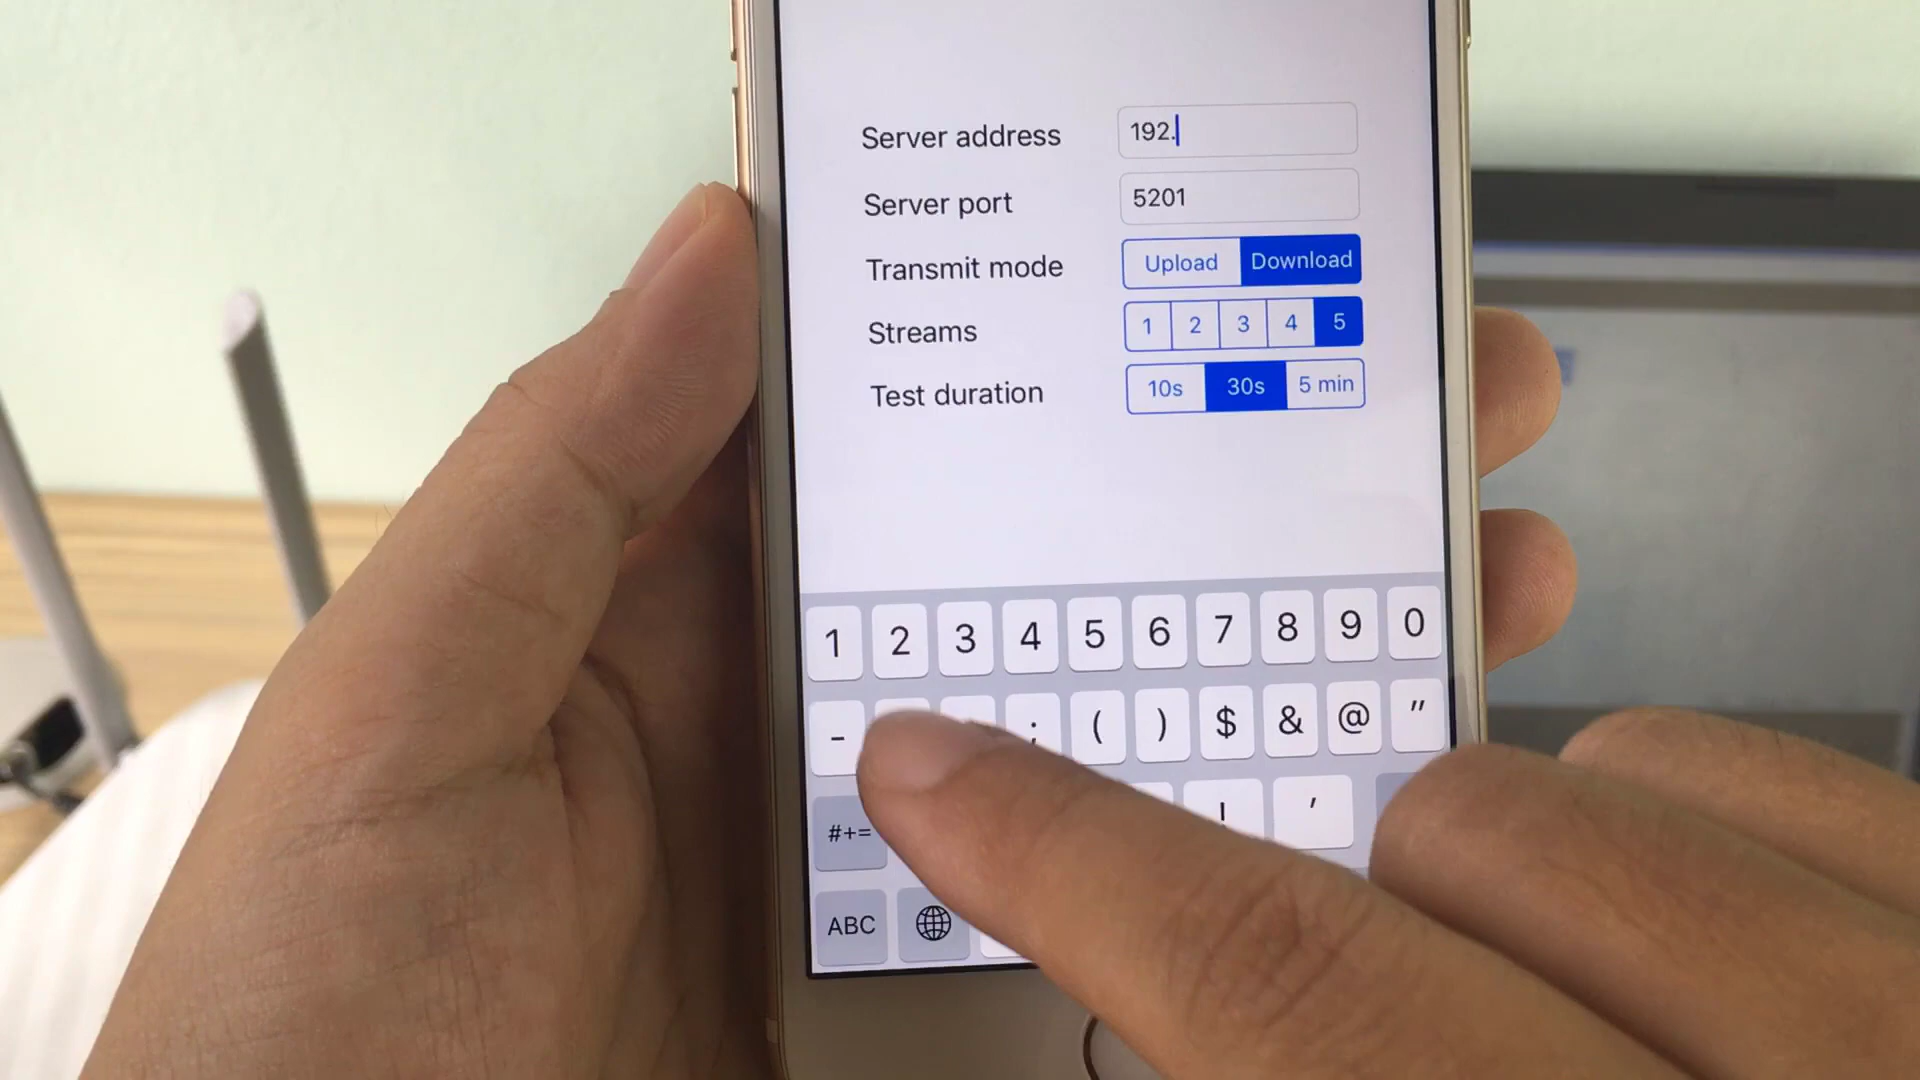 Server address 192.
Server port 5201
Transmit mode Upload Download
Streams 1 2 3 4 5
Test duration 10s 30s 5 min
1 2 3 4 5 6 7 8 9 0
- ; ( ) $ & @ "
#+= ! '
ABC